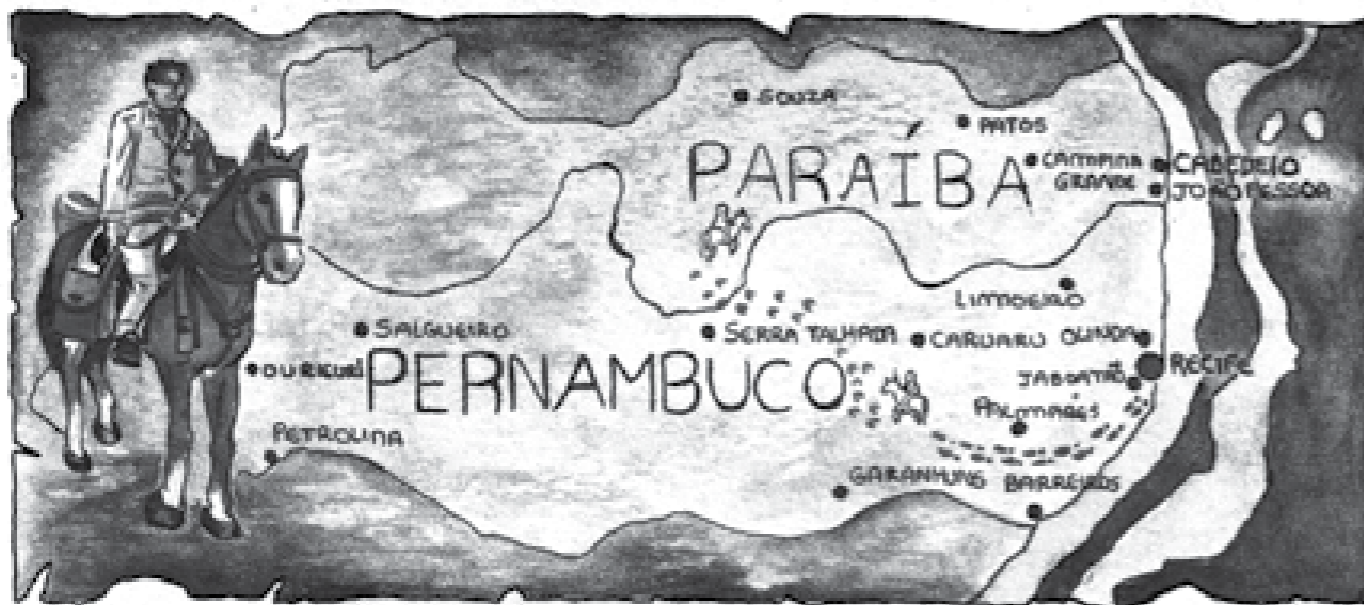 SOUZA
PATOS
PARAÍBA
CAMPINA
GRANDE
CABEDELO
JOÃO PESSOA
LIMOEIRO
SALGUEIRO
SERRA TALHADA
CARUARU
OLINDA
OURICURI
PERNAMBUCO
RECIFE
JABOATÃO
PALMARES
PETROLINA
GARANHUNS
BARREIROS